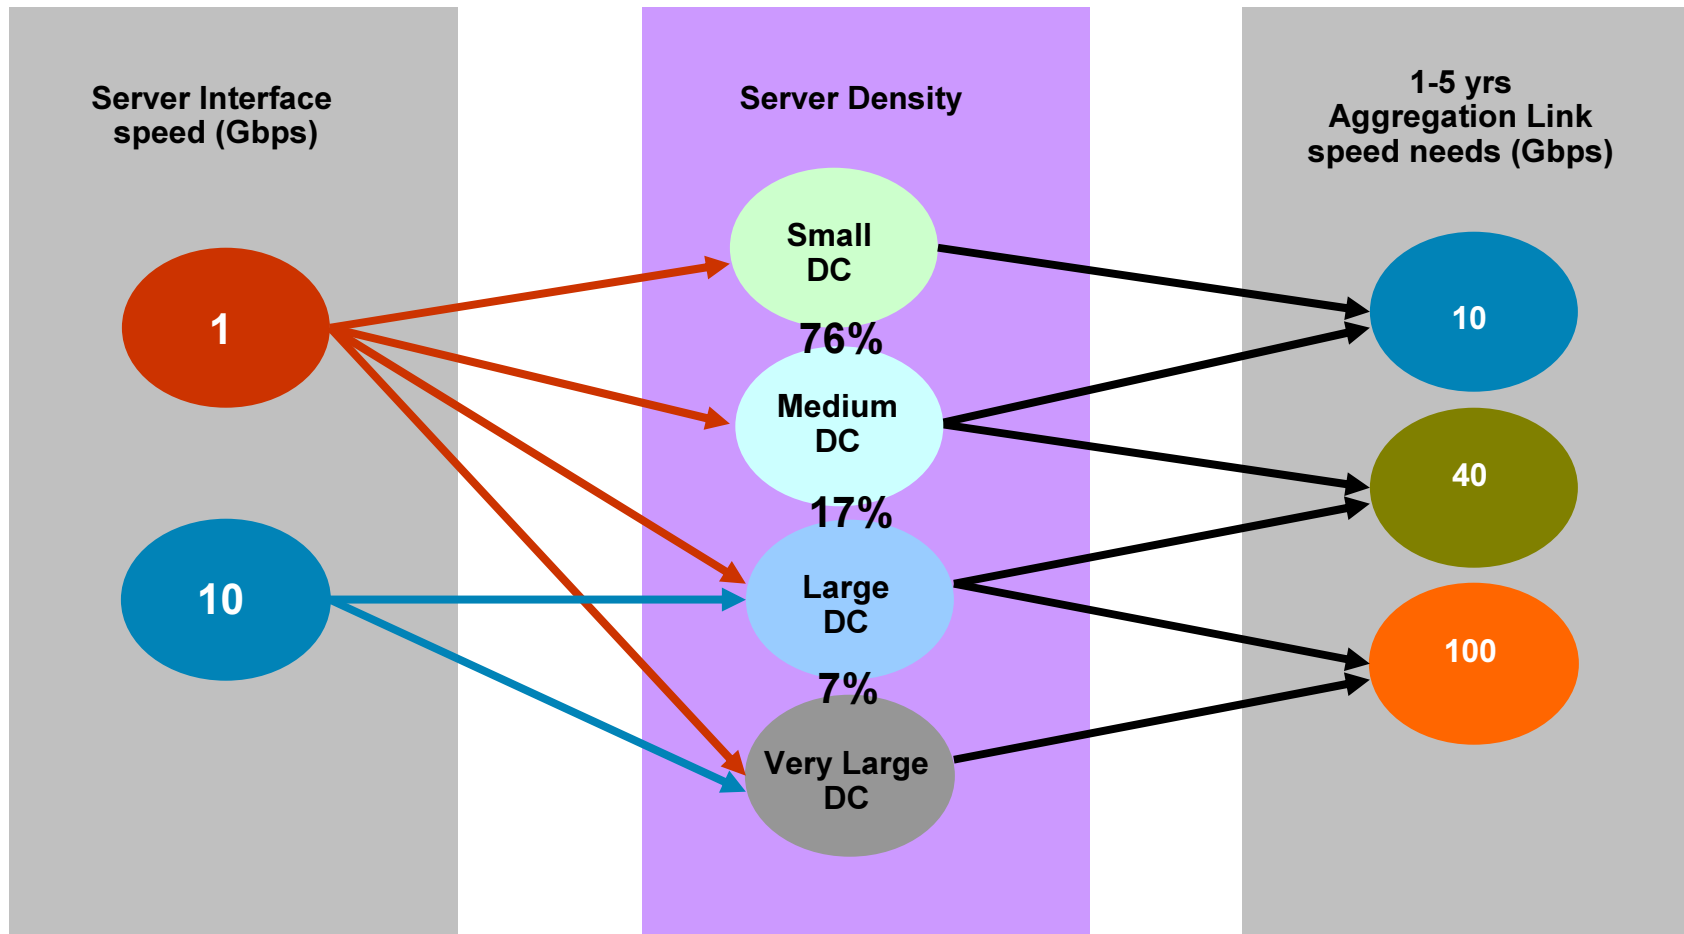 Server Interface
speed (Gbps)
1
10
Server Density
Small
DC
76%
Medium
DC
17%
Large
DC
7%
Very Large
DC
1-5 yrs
Aggregation Link
speed needs (Gbps)
10
40
100